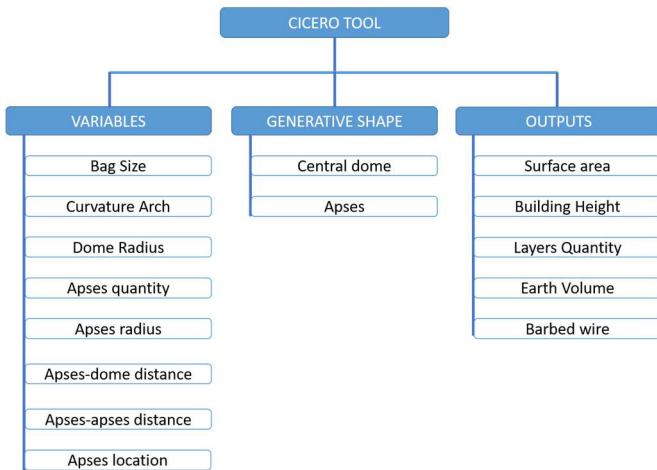 CICERO TOOL
VARIABLES
Bag Size
Curvature Arch
Dome Radius
Apses quantity
Apses radius
Apses-dome distance
Apses-apses distance
Apses location
GENERATIVE SHAPE
Central dome
Apses
OUTPUTS
Surface area
Building Height
Layers Quantity
Earth Volume
Barbed wire